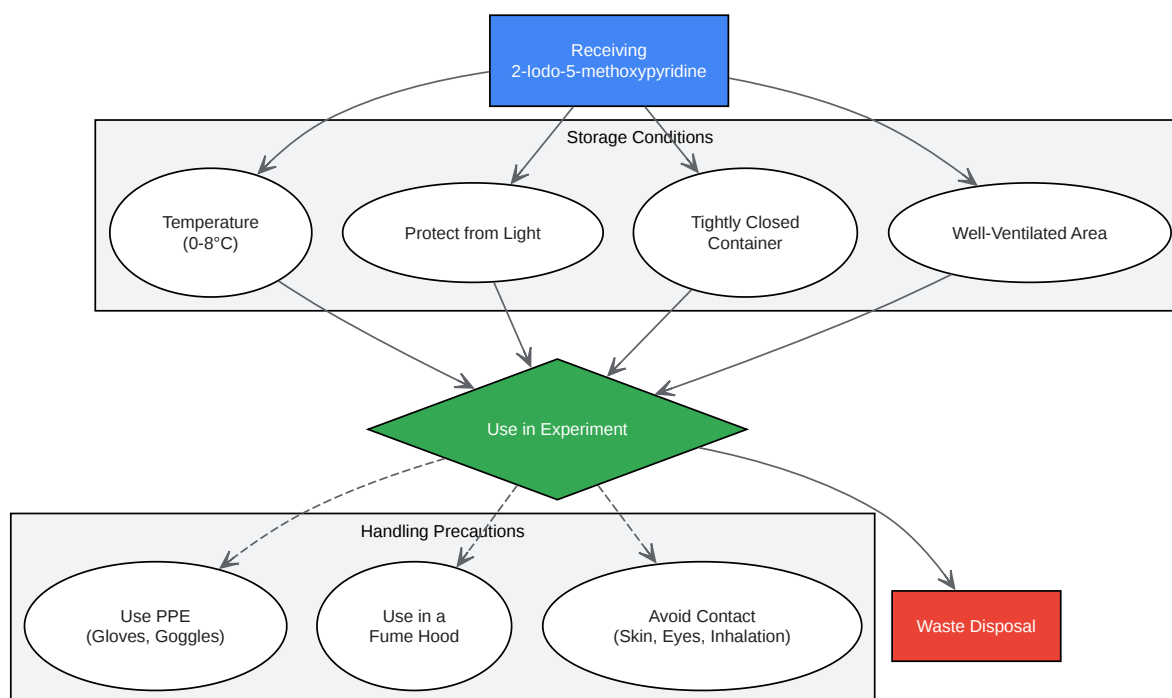 Receiving
2-Iodo-5-methoxypyridine
Storage Conditions
Temperature
(0-8°C)
Protect from Light
Tightly Closed
Container
Well-Ventilated Area
Use in Experiment
Handling Precautions
Use PPE
(Gloves, Goggles)
Use in a
Fume Hood
Avoid Contact
(Skin, Eyes, Inhalation)
Waste Disposal